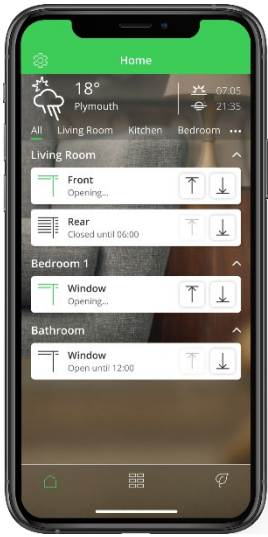 Home
18°
Plymouth
07:05
21:35
All Living Room Kitchen Bedroom •••
Living Room
Front
Opening...
Rear
Closed until 06:00
Bedroom 1
Window
Opening...
Bathroom
Window
Open until 12:00